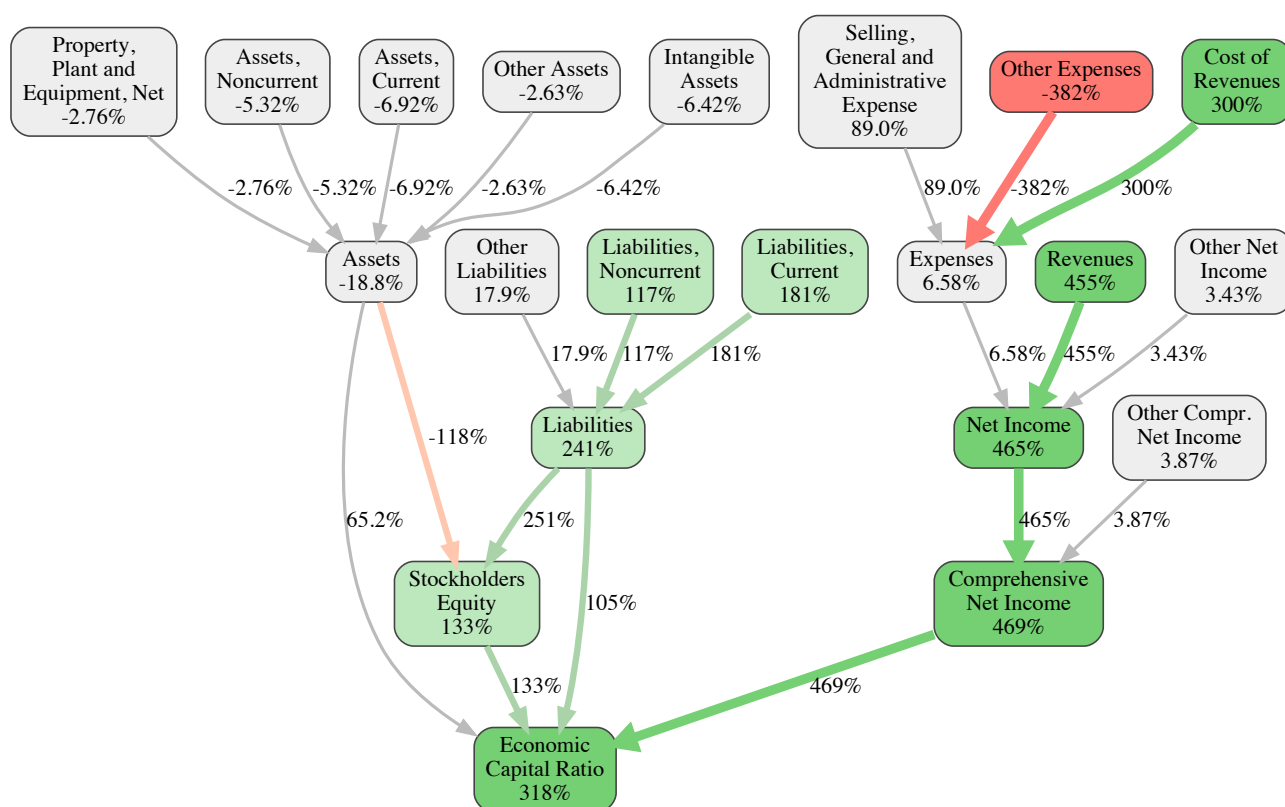 Property,
Plant and
Equipment, Net
-2.76%
Assets,
Noncurrent
-5.32%
Assets,
Current
-6.92%
Other Assets
-2.63%
Intangible
Assets
-6.42%
Selling,
General and
Administrative
Expense
89.0%
Other Expenses
-382%
Cost of
Revenues
300%
-2.76%
-5.32%
-6.92%
-2.63%
-6.42%
89.0%
-382%
300%
Assets
-18.8%
Other
Liabilities
17.9%
Liabilities,
Noncurrent
117%
Liabilities,
Current
181%
Expenses
6.58%
Revenues
455%
Other Net
Income
3.43%
17.9%
117%
181%
6.58%
455%
3.43%
-118%
Liabilities
241%
Net Income
465%
Other Compr.
Net Income
3.87%
65.2%
251%
465%
3.87%
Stockholders
Equity
133%
105%
Comprehensive
Net Income
469%
133%
469%
Economic
Capital Ratio
318%